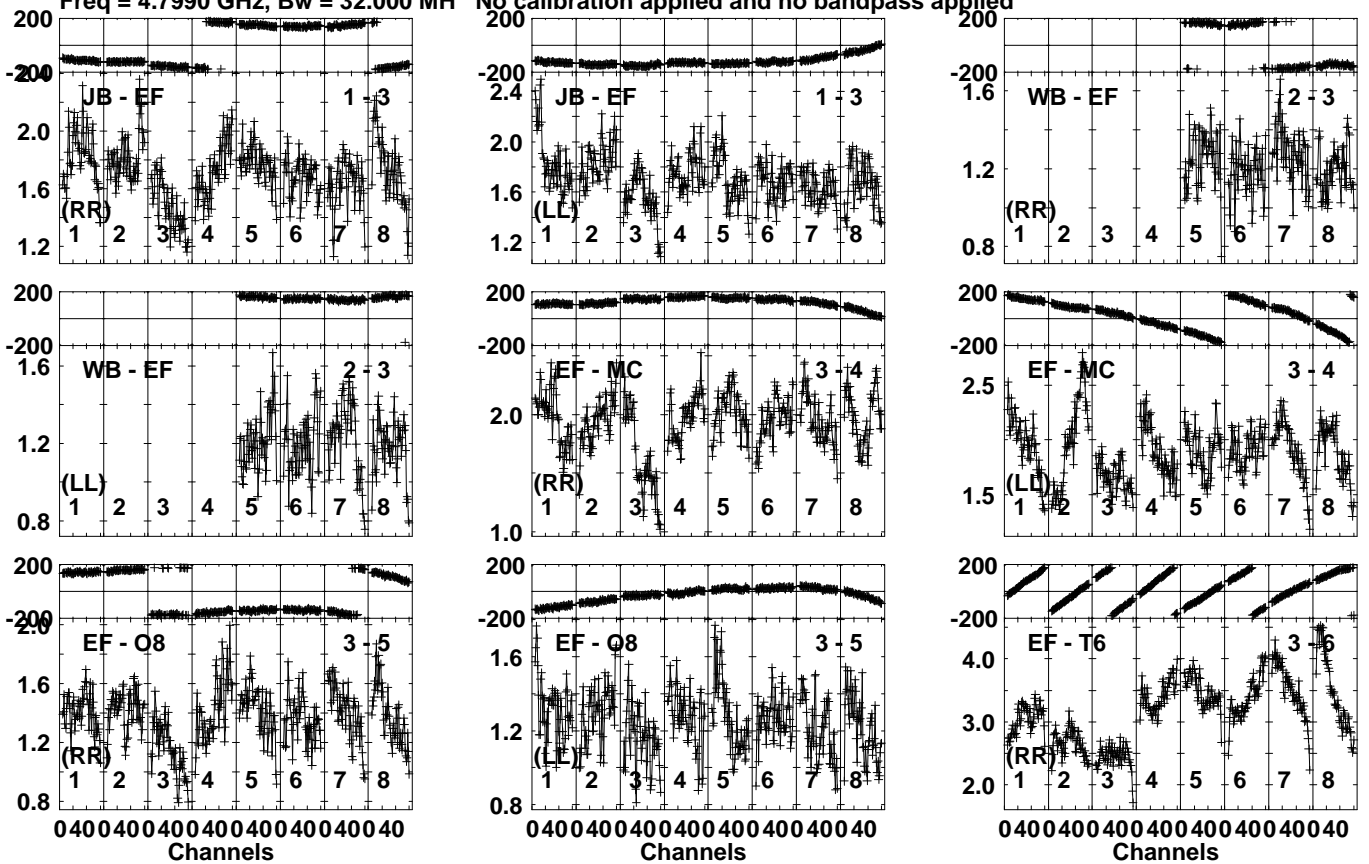 Freq = 4.7990 GHz, Bw = 32.000 MH No calibration applied and no bandpass applied
200
-200
2.4
JB - EF 1 - 3
2.0
1.6
(RR)
1.2
1 2 3 4 5 6 7 8
200
-200
2.4
JB - EF 1 - 3
2.0
1.6
(LL)
1.2
1 2 3 4 5 6 7 8
200
-200
1.6
WB - EF 2 - 3
1.2
(RR)
0.8
1 2 3 4 5 6 7 8
200
-200
1.6
WB - EF 2 - 3
1.2
(LL)
0.8
1 2 3 4 5 6 7 8
200
-200
EF - MC 3 - 4
2.0
(RR)
1.0
1 2 3 4 5 6 7 8
200
-200
EF - MC 3 - 4
2.5
1.5
(LL)
1 2 3 4 5 6 7 8
200
-200
2.0
EF - O8 3 - 5
1.6
1.2
(RR)
0.8
1 2 3 4 5 6 7 8
0 40 0 40 0 40 0 40 0 40 0 40 0 40 0 40
Channels
200
-200
EF - O8 3 - 5
1.6
1.2
(LL)
0.8
1 2 3 4 5 6 7 8
0 40 0 40 0 40 0 40 0 40 0 40 0 40 0 40
Channels
200
-200
EF - T6 3 - 6
4.0
3.0
(RR)
2.0
1 2 3 4 5 6 7 8
0 40 0 40 0 40 0 40 0 40 0 40 0 40 0 40
Channels